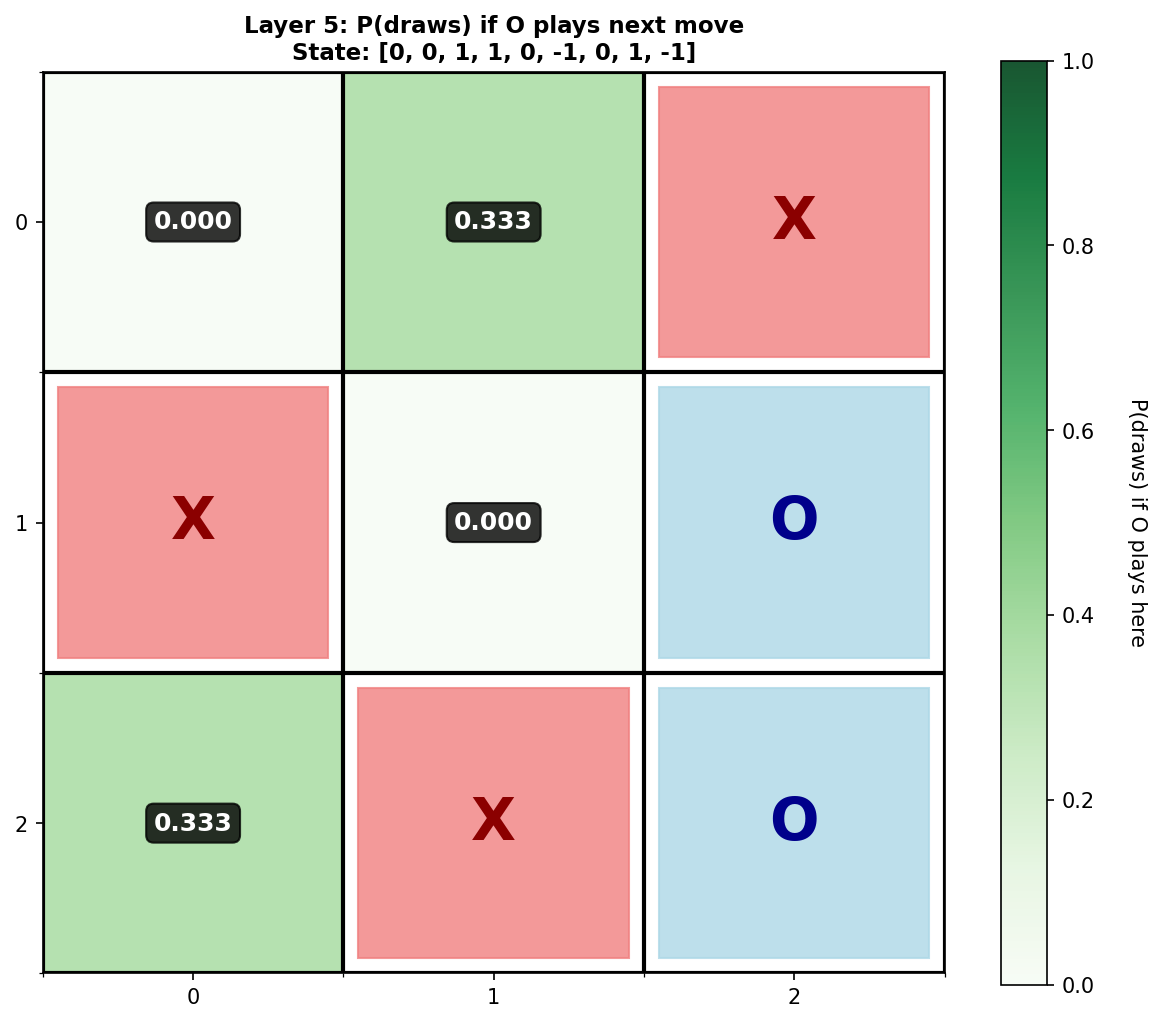 Layer 5: P(draws) if O plays next move
State: [0, 0, 1, 1, 0, -1, 0, 1, -1]
0
0.000
0.333
X
1
X
0.000
O
2
0.333
X
O
0
1
2
1.0
0.8
0.6
0.4
0.2
0.0
P(draws) if O plays here